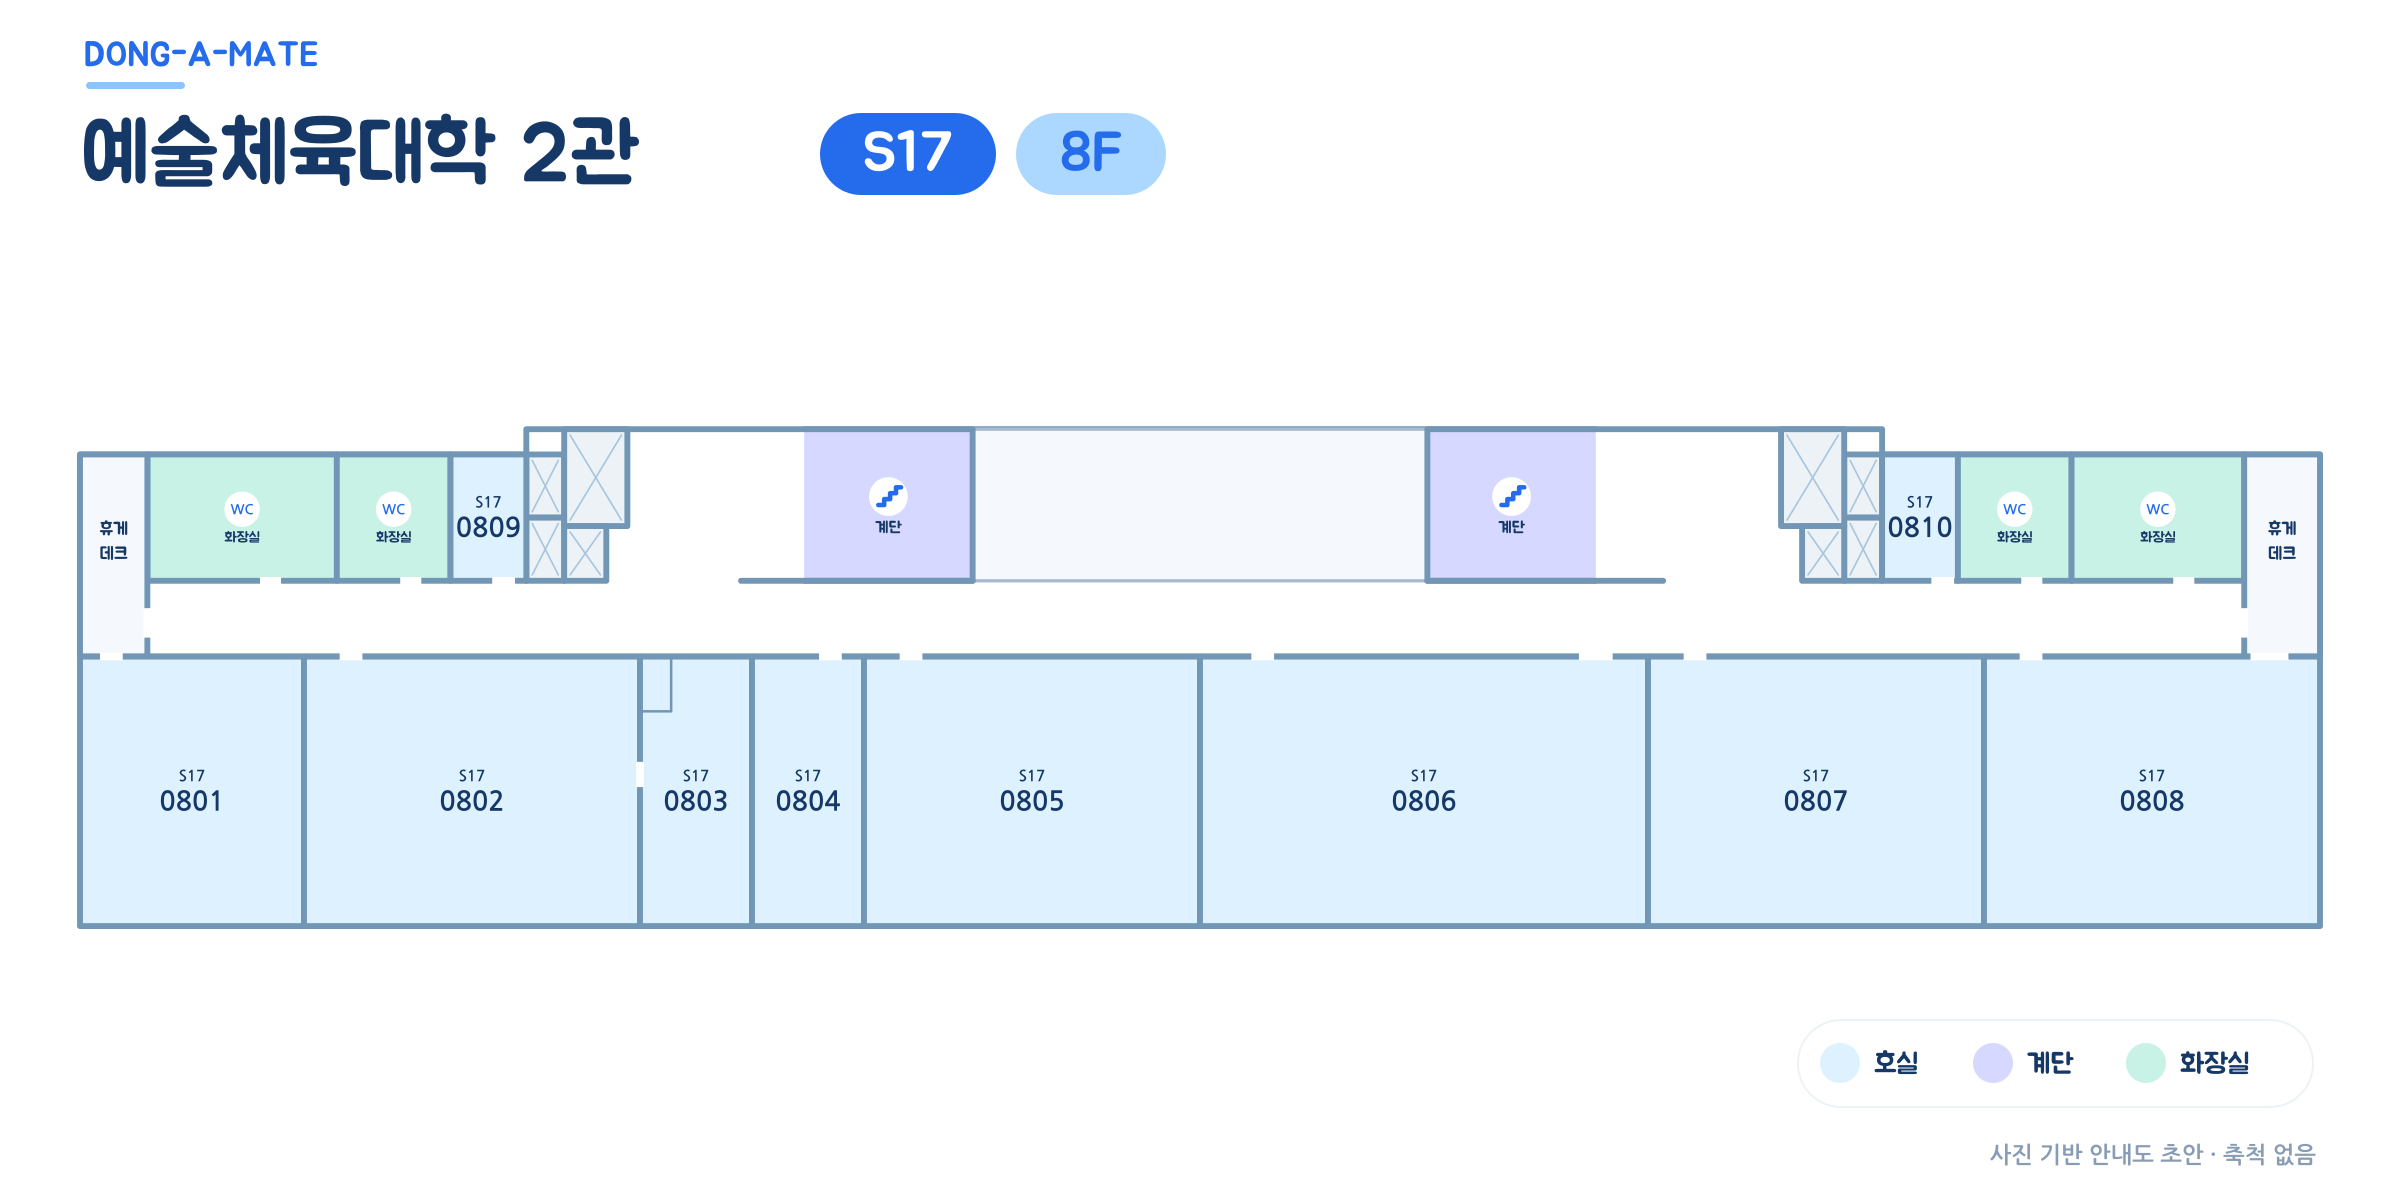 DONG-A-MATE
예술체육대학 2관
S17
8F
휴게
데크
WC
화장실
WC
화장실
S17
0809
계단
계단
S17
0810
WC
화장실
WC
화장실
휴게
데크
S17
0801
S17
0802
S17
0803
S17
0804
S17
0805
S17
0806
S17
0807
S17
0808
호실
계단
화장실
사진 기반 안내도 초안 · 축척 없음